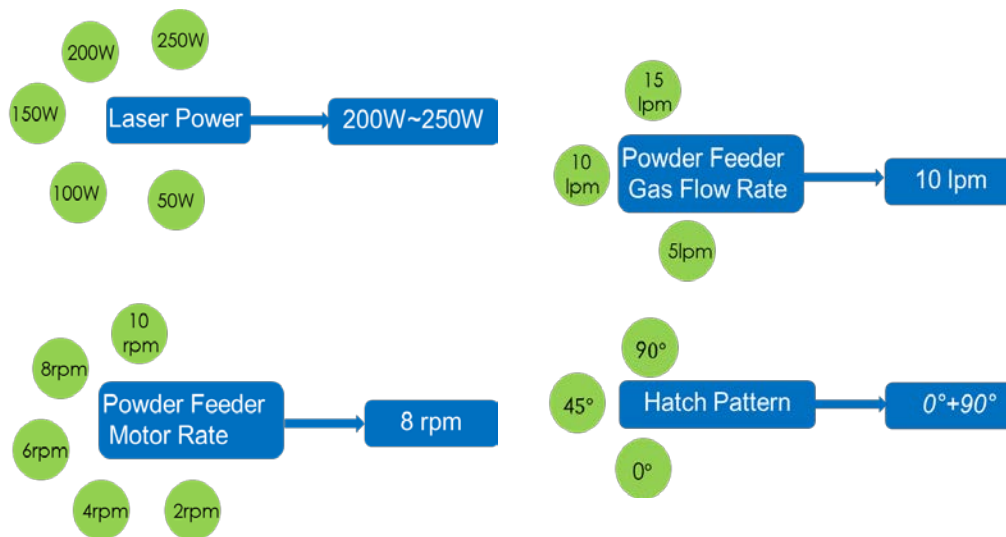 250W
200W
150W
100W
50W
Laser Power
200W~250W
15
lpm
10
lpm
5lpm
Powder Feeder
Gas Flow Rate
10 lpm
10
rpm
8rpm
6rpm
4rpm
2rpm
Powder Feeder
Motor Rate
8 rpm
90°
45°
0°
Hatch Pattern
0°+90°